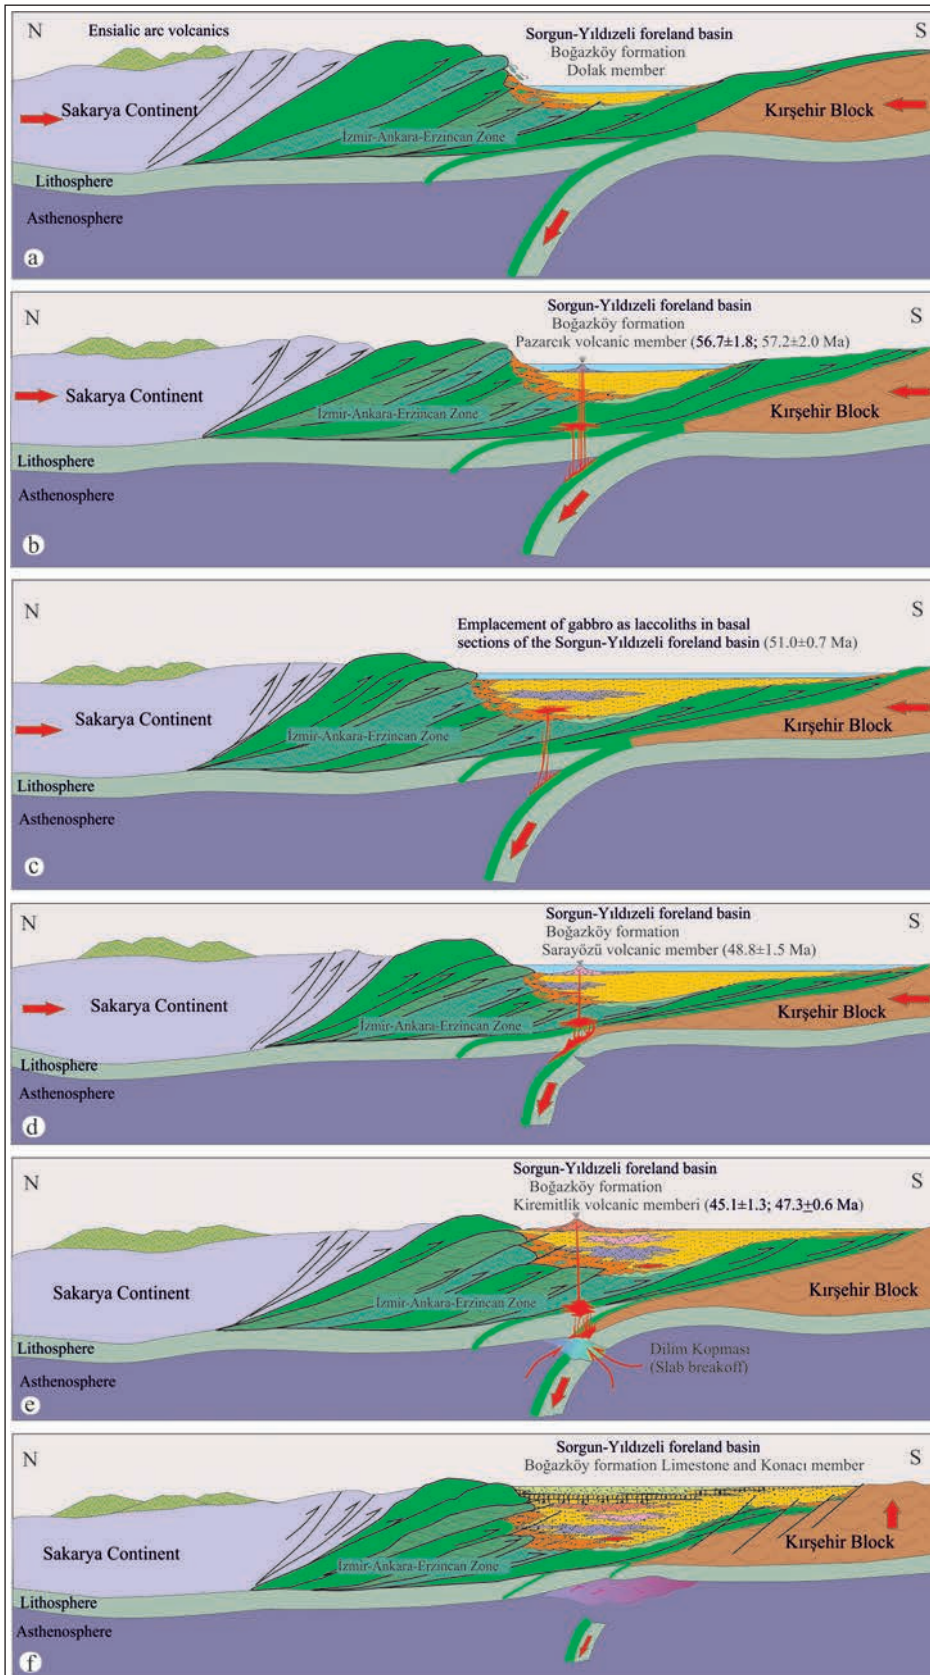 N
Ensialic arc volcanics
Sorgun-Yıldızeli foreland basin
Boğazköy formation
Dolak member
S
Sakarya Continent
Kırşehir Block
İzmir-Ankara-Erzincan Zone
Lithosphere
Asthenosphere
a
N
Sorgun-Yıldızeli foreland basin
Boğazköy formation
Pazarcık volcanic member (56.7±1.8; 57.2±2.0 Ma)
S
Sakarya Continent
Kırşehir Block
İzmir-Ankara-Erzincan Zone
Lithosphere
Asthenosphere
b
N
S
Emplacement of gabbro as laccoliths in basal
sections of the Sorgun-Yıldızeli foreland basin (51.0±0.7 Ma)
Sakarya Continent
Kırşehir Block
İzmir-Ankara-Erzincan Zone
Lithosphere
Asthenosphere
c
N
Sorgun-Yıldızeli foreland basin
Boğazköy formation
Sarayözü volcanic member (48.8±1.5 Ma)
S
Sakarya Continent
Kırşehir Block
İzmir-Ankara-Erzincan Zone
Lithosphere
Asthenosphere
d
N
Sorgun-Yıldızeli foreland basin
Boğazköy formation
Kiremitlik volcanic memberi (45.1±1.3; 47.3±0.6 Ma)
S
Sakarya Continent
Kırşehir Block
İzmir-Ankara-Erzincan Zone
Lithosphere
Dilim Kopması
(Slab breakoff)
Asthenosphere
e
N
Sorgun-Yıldızeli foreland basin
Boğazköy formation Limestone and Konacı member
S
Sakarya Continent
Kırşehir Block
İzmir-Ankara-Erzincan Zone
Lithosphere
Asthenosphere
f